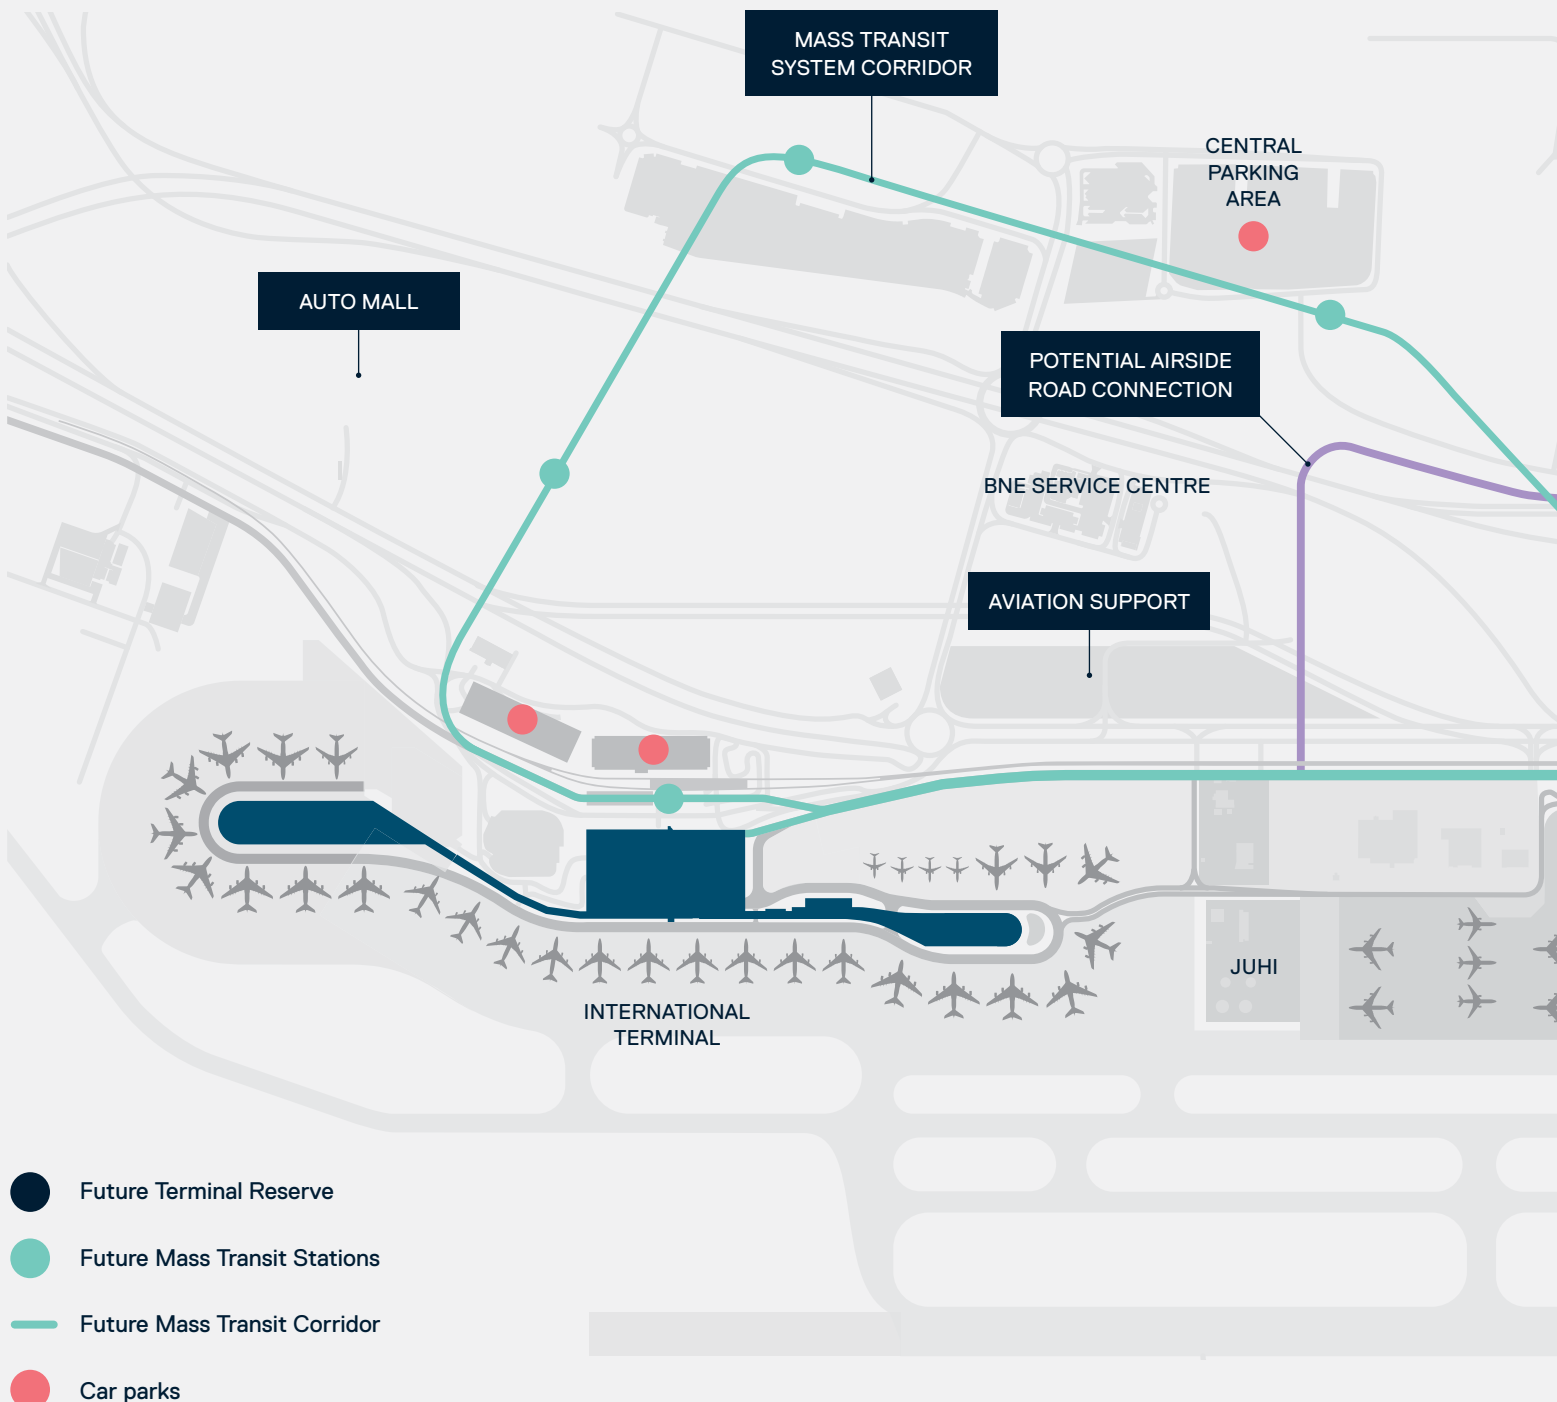 MASS TRANSIT
SYSTEM CORRIDOR
CENTRAL
PARKING
AREA
AUTO MALL
POTENTIAL AIRSIDE
ROAD CONNECTION
BNE SERVICE CENTRE
AVIATION SUPPORT
JUHI
INTERNATIONAL
TERMINAL
Future Terminal Reserve
Future Mass Transit Stations
Future Mass Transit Corridor
Car parks